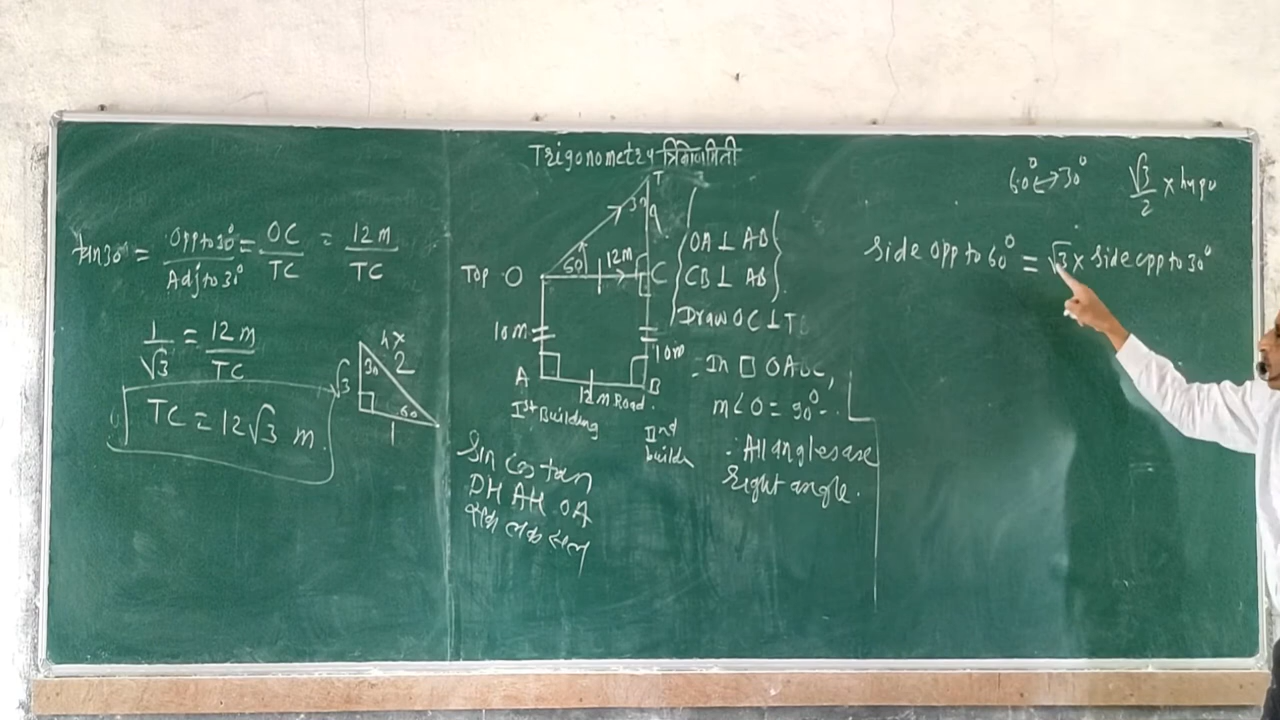 Trigonometry त्रिकोणमिती
tan30° = Opp to 30° / Adj to 30° = OC / TC = 12 m / TC
1/√3 = 12 m / TC
TC = 12√3 m
30
2
√3
60
1
T
30
60
12m
Top O
C
10m
10m
A
B
12 m Road
Ist Building
IInd
Sin Cos tan
AH OA
OA ⊥ AB
CB ⊥ AB
Draw OC ⊥ T
In □ OABC,
m∠O = 90°
All angles are
right angle.
60° ↔ 30°
√3/2 × hypo
Side opp to 60° = √3 × side opp to 30°